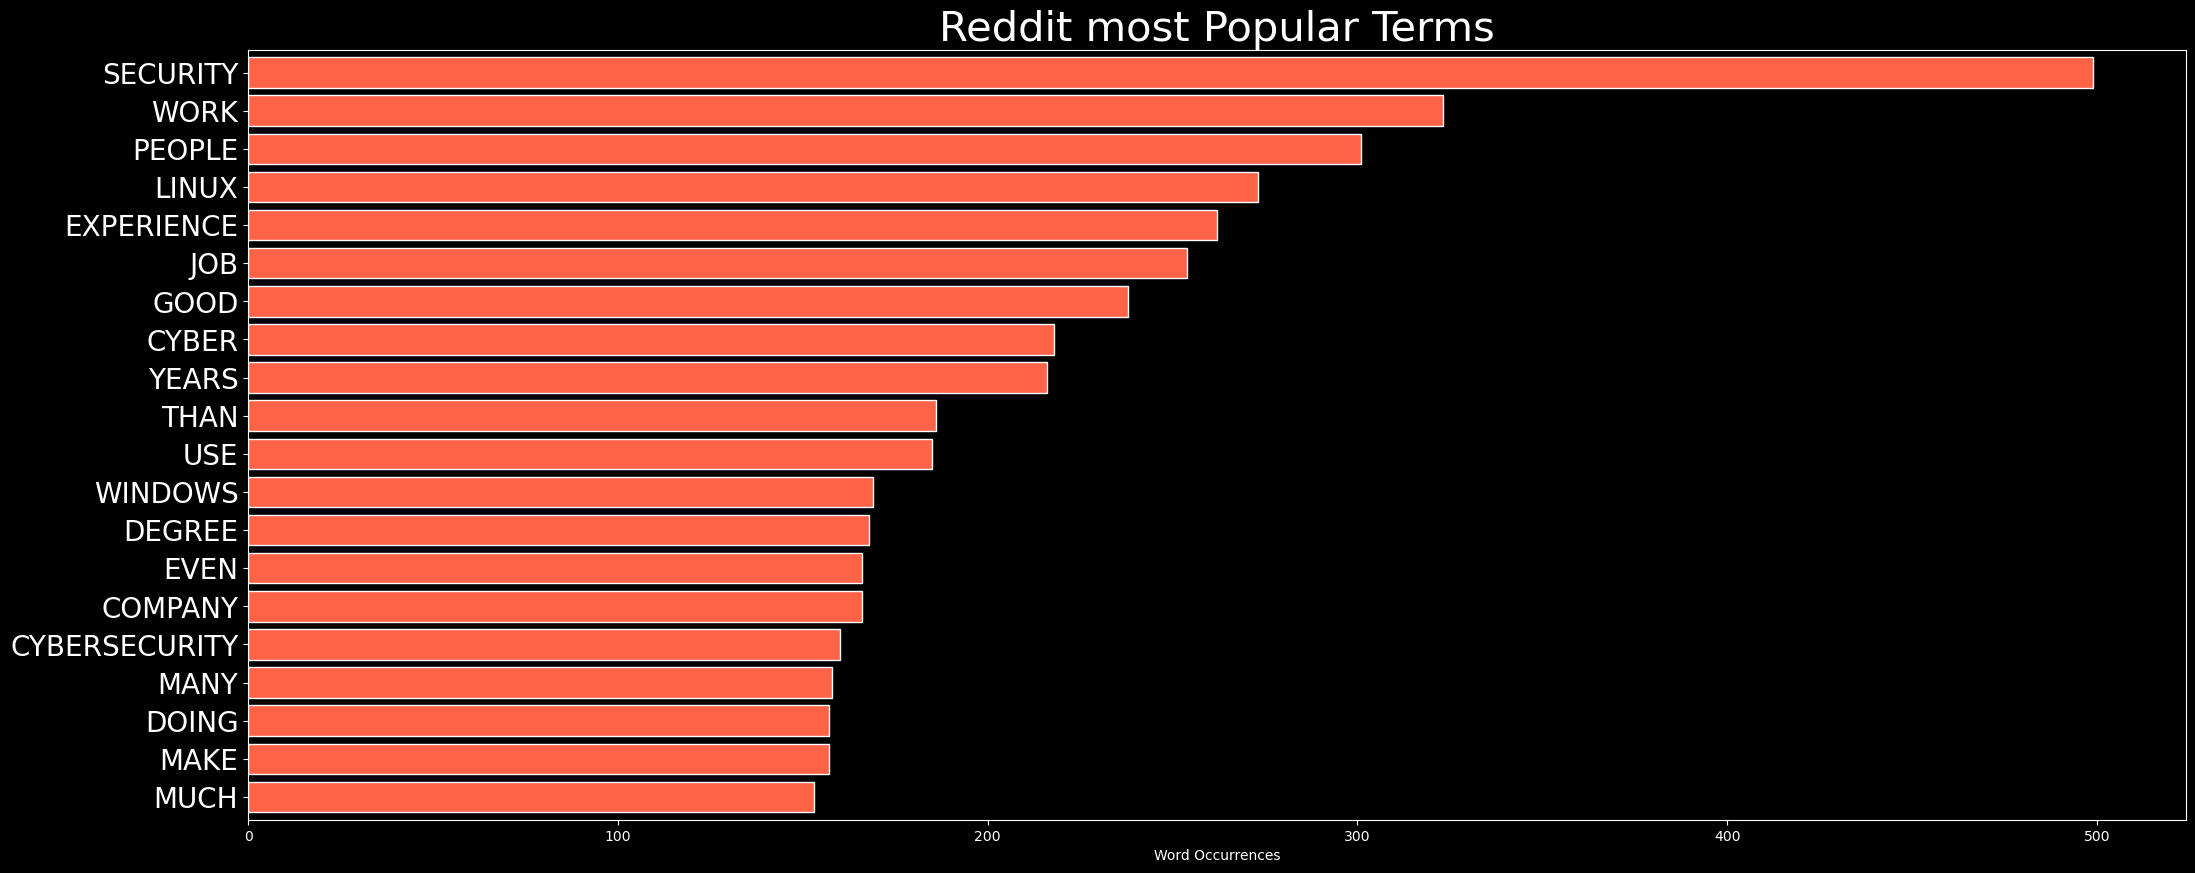 Reddit most Popular Terms
SECURITY
WORK
PEOPLE
LINUX
EXPERIENCE
JOB
GOOD
CYBER
YEARS
THAN
USE
WINDOWS
DEGREE
EVEN
COMPANY
CYBERSECURITY
MANY
DOING
MAKE
MUCH
0 100 200 300 400 500
Word Occurrences